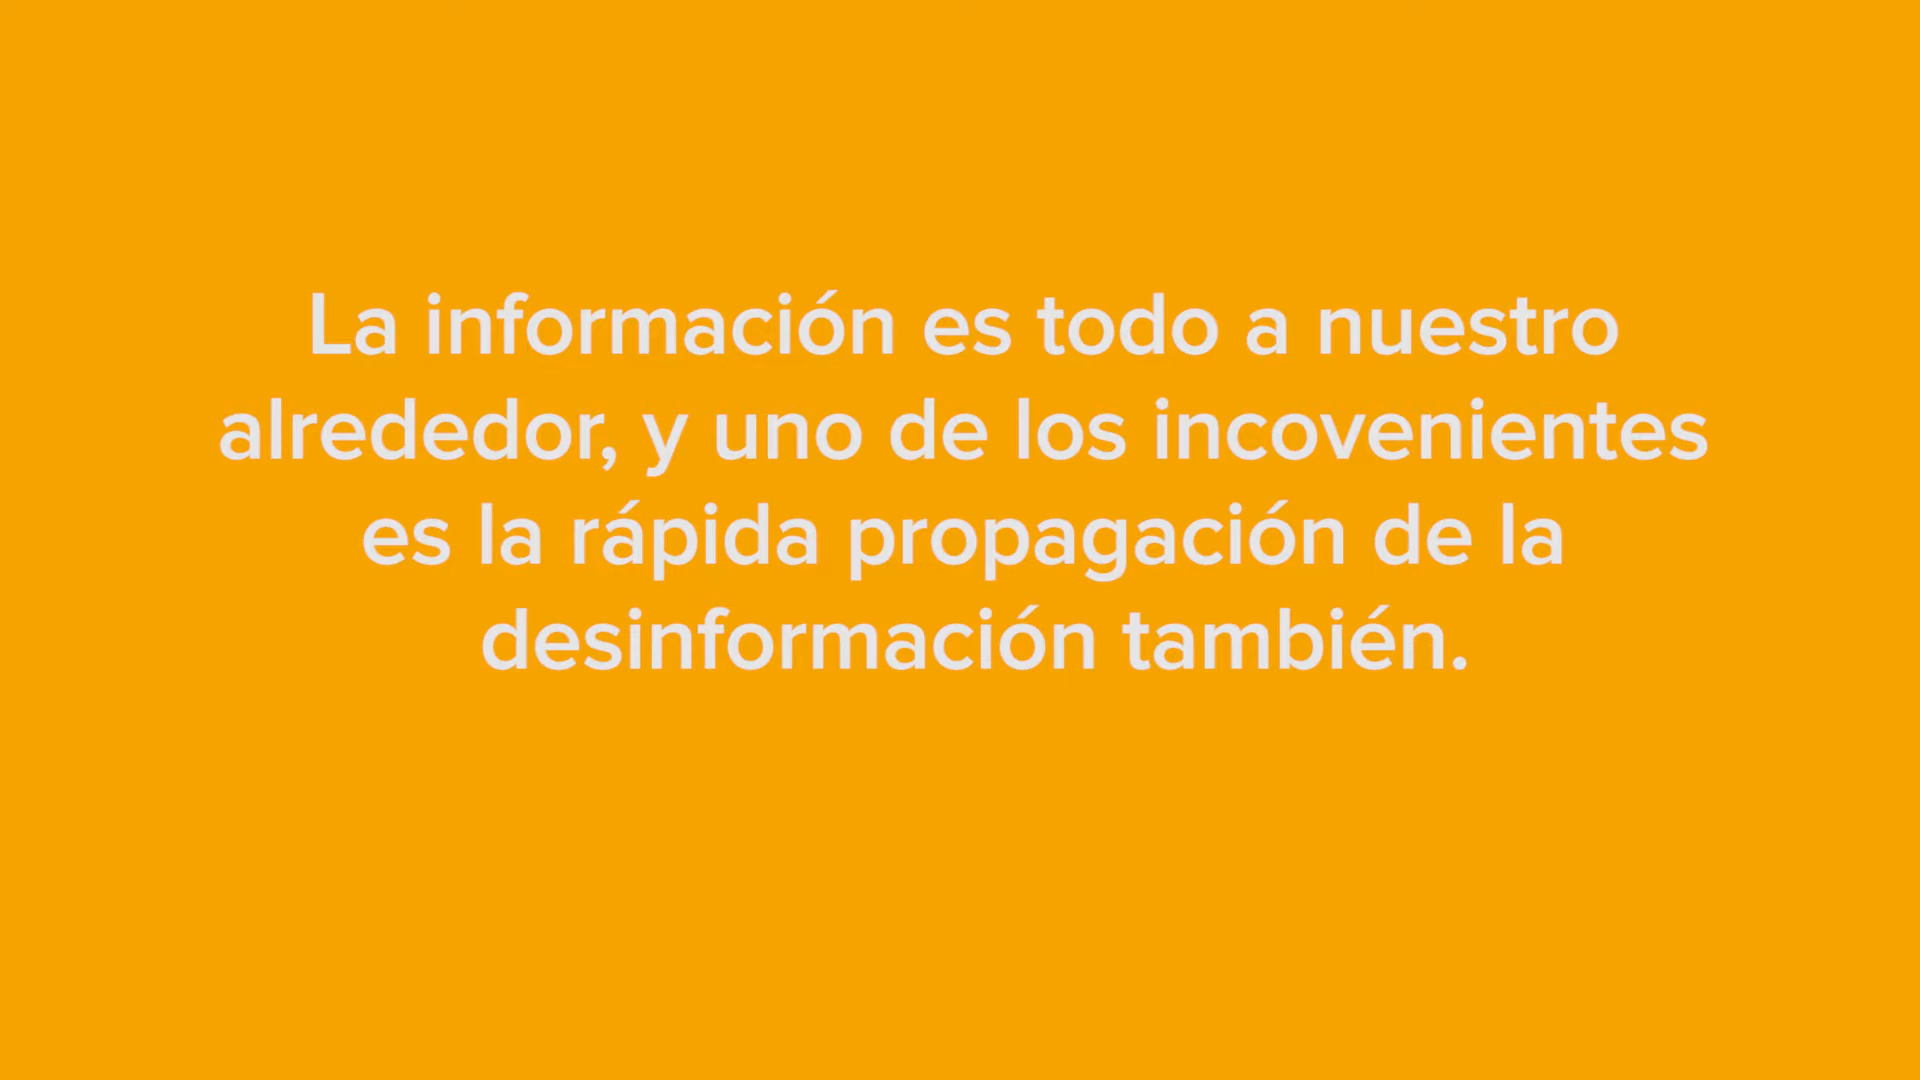 La información es todo a nuestro
alrededor, y uno de los incovenientes
es la rápida propagación de la
desinformación también.